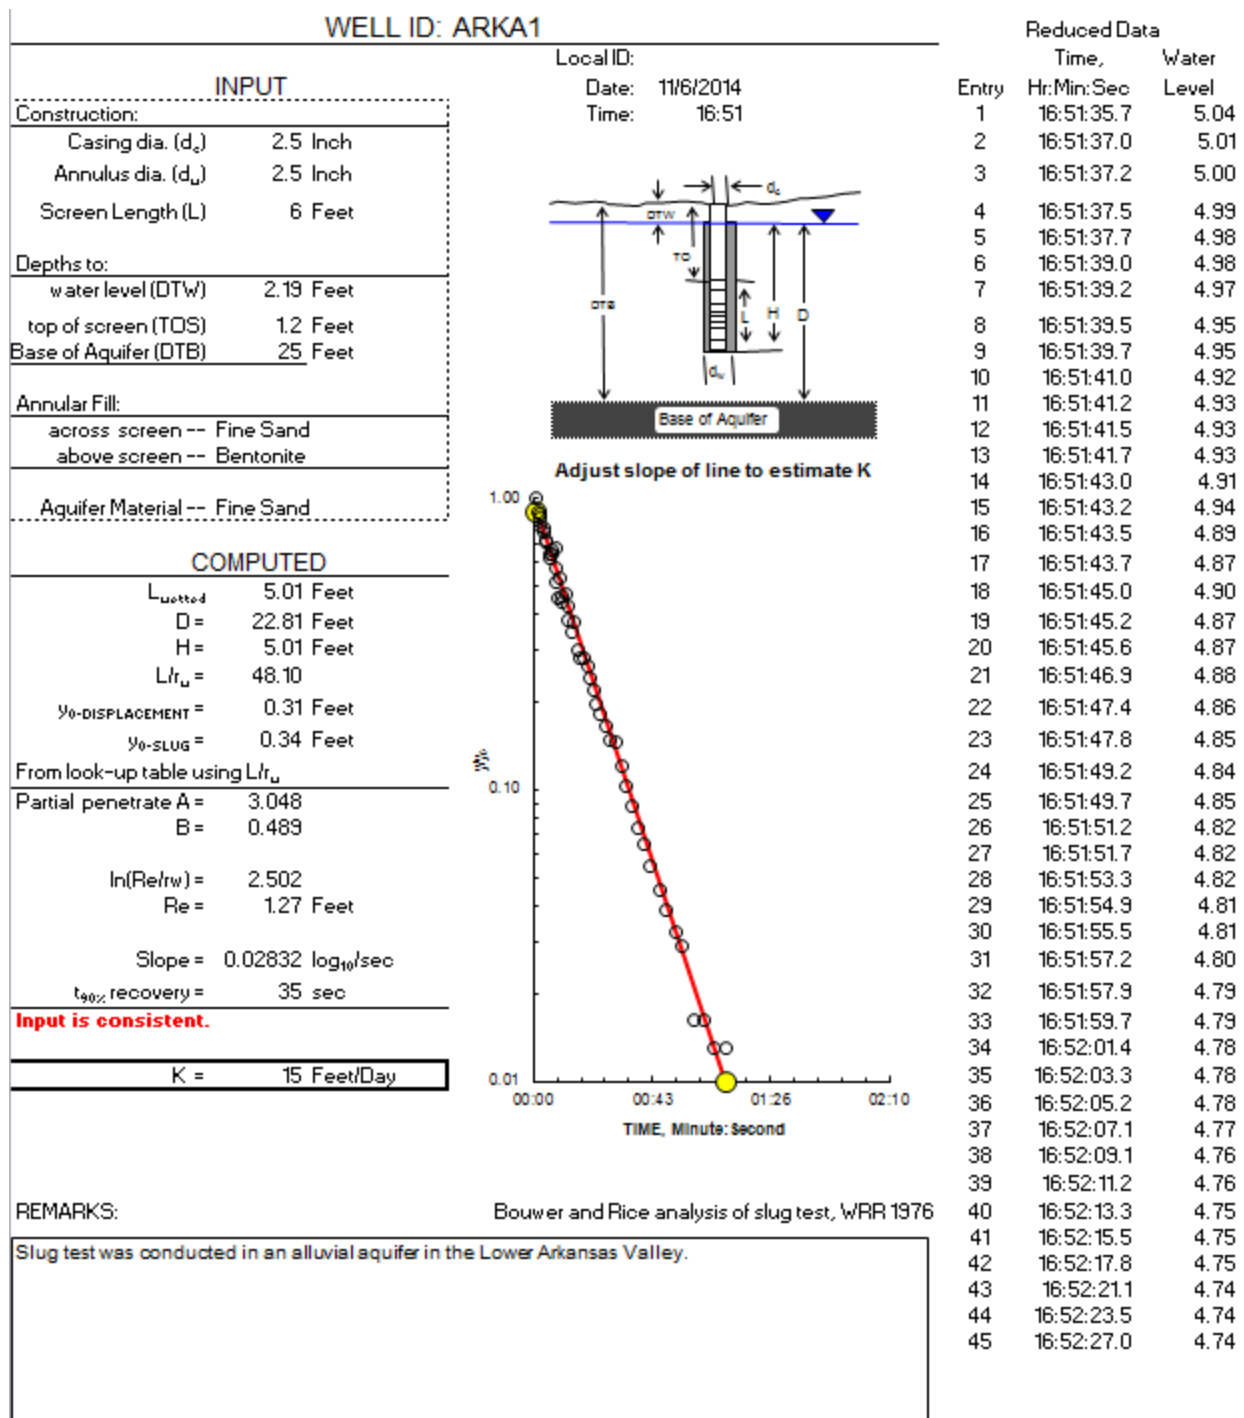 WELL ID: ARKA1
Local ID:
Date: 11/6/2014
Time: 16:51
INPUT
Construction:
Casing dia. (dc) 2.5 Inch
Annulus dia. (dw) 2.5 Inch
Screen Length (L) 6 Feet
Depths to:
water level (DTW) 2.19 Feet
top of screen (TOS) 1.2 Feet
Base of Aquifer (DTB) 25 Feet
Annular Fill:
across screen -- Fine Sand
above screen -- Bentonite
Aquifer Material -- Fine Sand
COMPUTED
Lwetted 5.01 Feet
D = 22.81 Feet
H = 5.01 Feet
L/rw = 48.10
y0-DISPLACEMENT = 0.31 Feet
y0-SLUG = 0.34 Feet
From look-up table using L/rw
Partial penetrate A = 3.048
B = 0.489
ln(Re/rw) = 2.502
Re = 1.27 Feet
Slope = 0.02832 log10/sec
t90% recovery = 35 sec
Input is consistent.
K = 15 Feet/Day
REMARKS:
Bouwer and Rice analysis of slug test, WRR 1976
Slug test was conducted in an alluvial aquifer in the Lower Arkansas Valley.
dc
DTW
TO
DTB
L
H
D
dw
Base of Aquifer
Adjust slope of line to estimate K
1.00
0.10
0.01
00:00 00:43 01:26 02:10
TIME, Minute:Second
Reduced Data
Time, Water
Entry Hr:Min:Sec Level
1 16:51:35.7 5.04
2 16:51:37.0 5.01
3 16:51:37.2 5.00
4 16:51:37.5 4.99
5 16:51:37.7 4.98
6 16:51:39.0 4.98
7 16:51:39.2 4.97
8 16:51:39.5 4.95
9 16:51:39.7 4.95
10 16:51:41.0 4.92
11 16:51:41.2 4.93
12 16:51:41.5 4.93
13 16:51:41.7 4.93
14 16:51:43.0 4.91
15 16:51:43.2 4.94
16 16:51:43.5 4.89
17 16:51:43.7 4.87
18 16:51:45.0 4.90
19 16:51:45.2 4.87
20 16:51:45.6 4.87
21 16:51:46.9 4.88
22 16:51:47.4 4.86
23 16:51:47.8 4.85
24 16:51:49.2 4.84
25 16:51:49.7 4.85
26 16:51:51.2 4.82
27 16:51:51.7 4.82
28 16:51:53.3 4.82
29 16:51:54.9 4.81
30 16:51:55.5 4.81
31 16:51:57.2 4.80
32 16:51:57.9 4.79
33 16:51:59.7 4.79
34 16:52:01.4 4.78
35 16:52:03.3 4.78
36 16:52:05.2 4.78
37 16:52:07.1 4.77
38 16:52:09.1 4.76
39 16:52:11.2 4.76
40 16:52:13.3 4.75
41 16:52:15.5 4.75
42 16:52:17.8 4.75
43 16:52:21.1 4.74
44 16:52:23.5 4.74
45 16:52:27.0 4.74